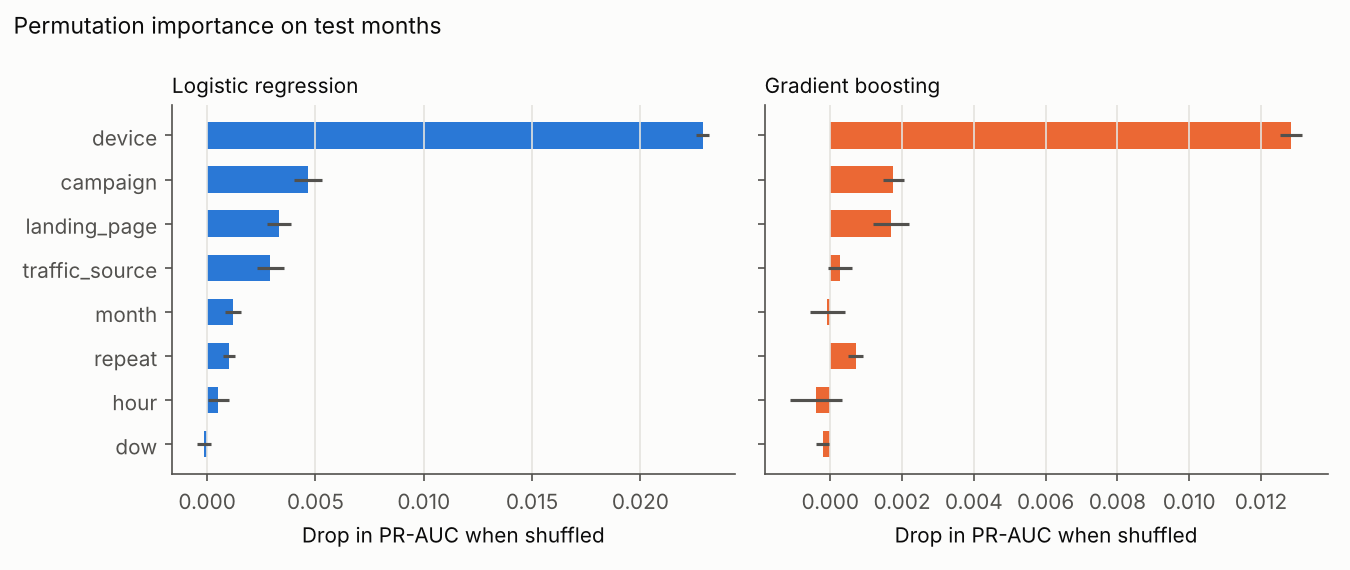 Permutation importance on test months
Logistic regression
device
campaign
landing_page
traffic_source
month
repeat
hour
dow
0.000 0.005 0.010 0.015 0.020
Drop in PR-AUC when shuffled
Gradient boosting
0.000 0.002 0.004 0.006 0.008 0.010 0.012
Drop in PR-AUC when shuffled